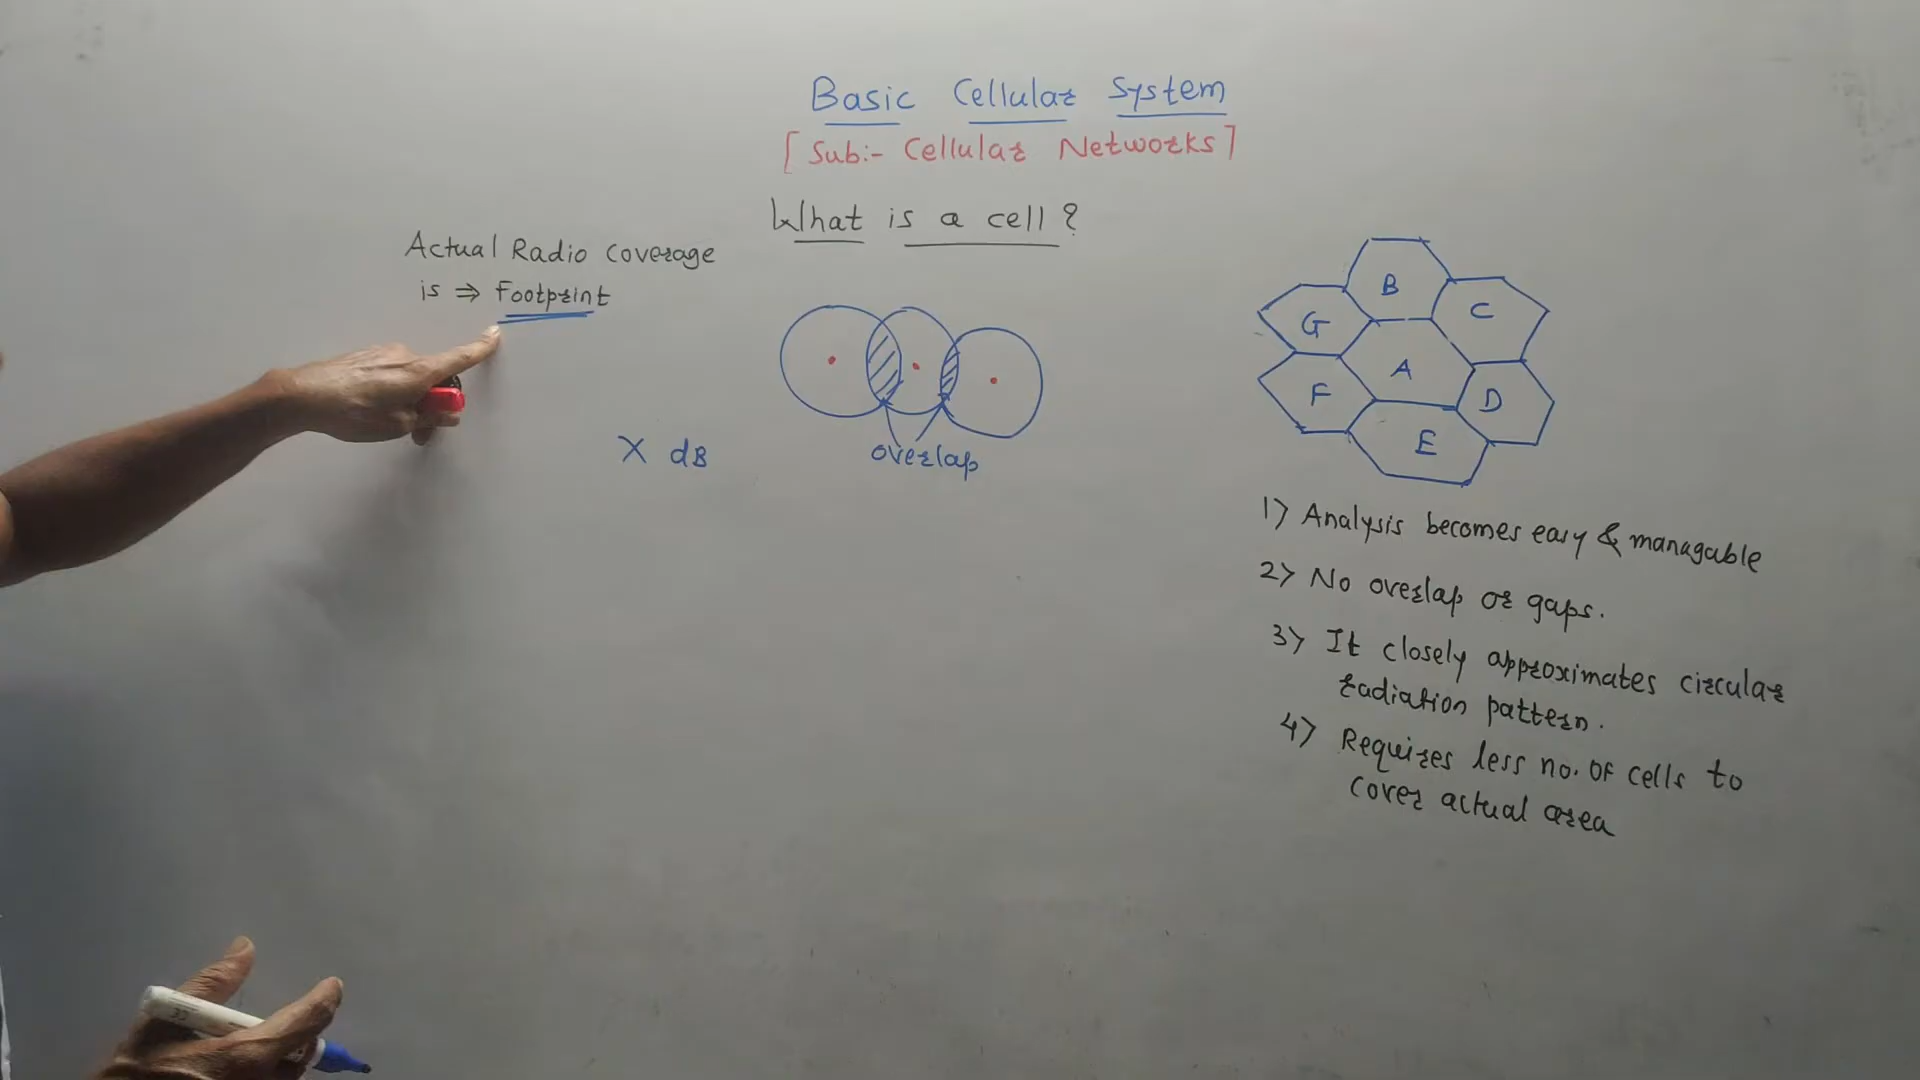 Basic Cellular System
[Sub:- Cellular Networks]
What is a cell?
Actual Radio coverage
is ⇒ Footprint
X dB
overlap
B
G
C
A
F
D
E
1) Analysis becomes easy & managable
2) No overlap or gaps.
3) It closely approximates circular
radiation pattern.
4) Requires less no. of cells to
cover actual area